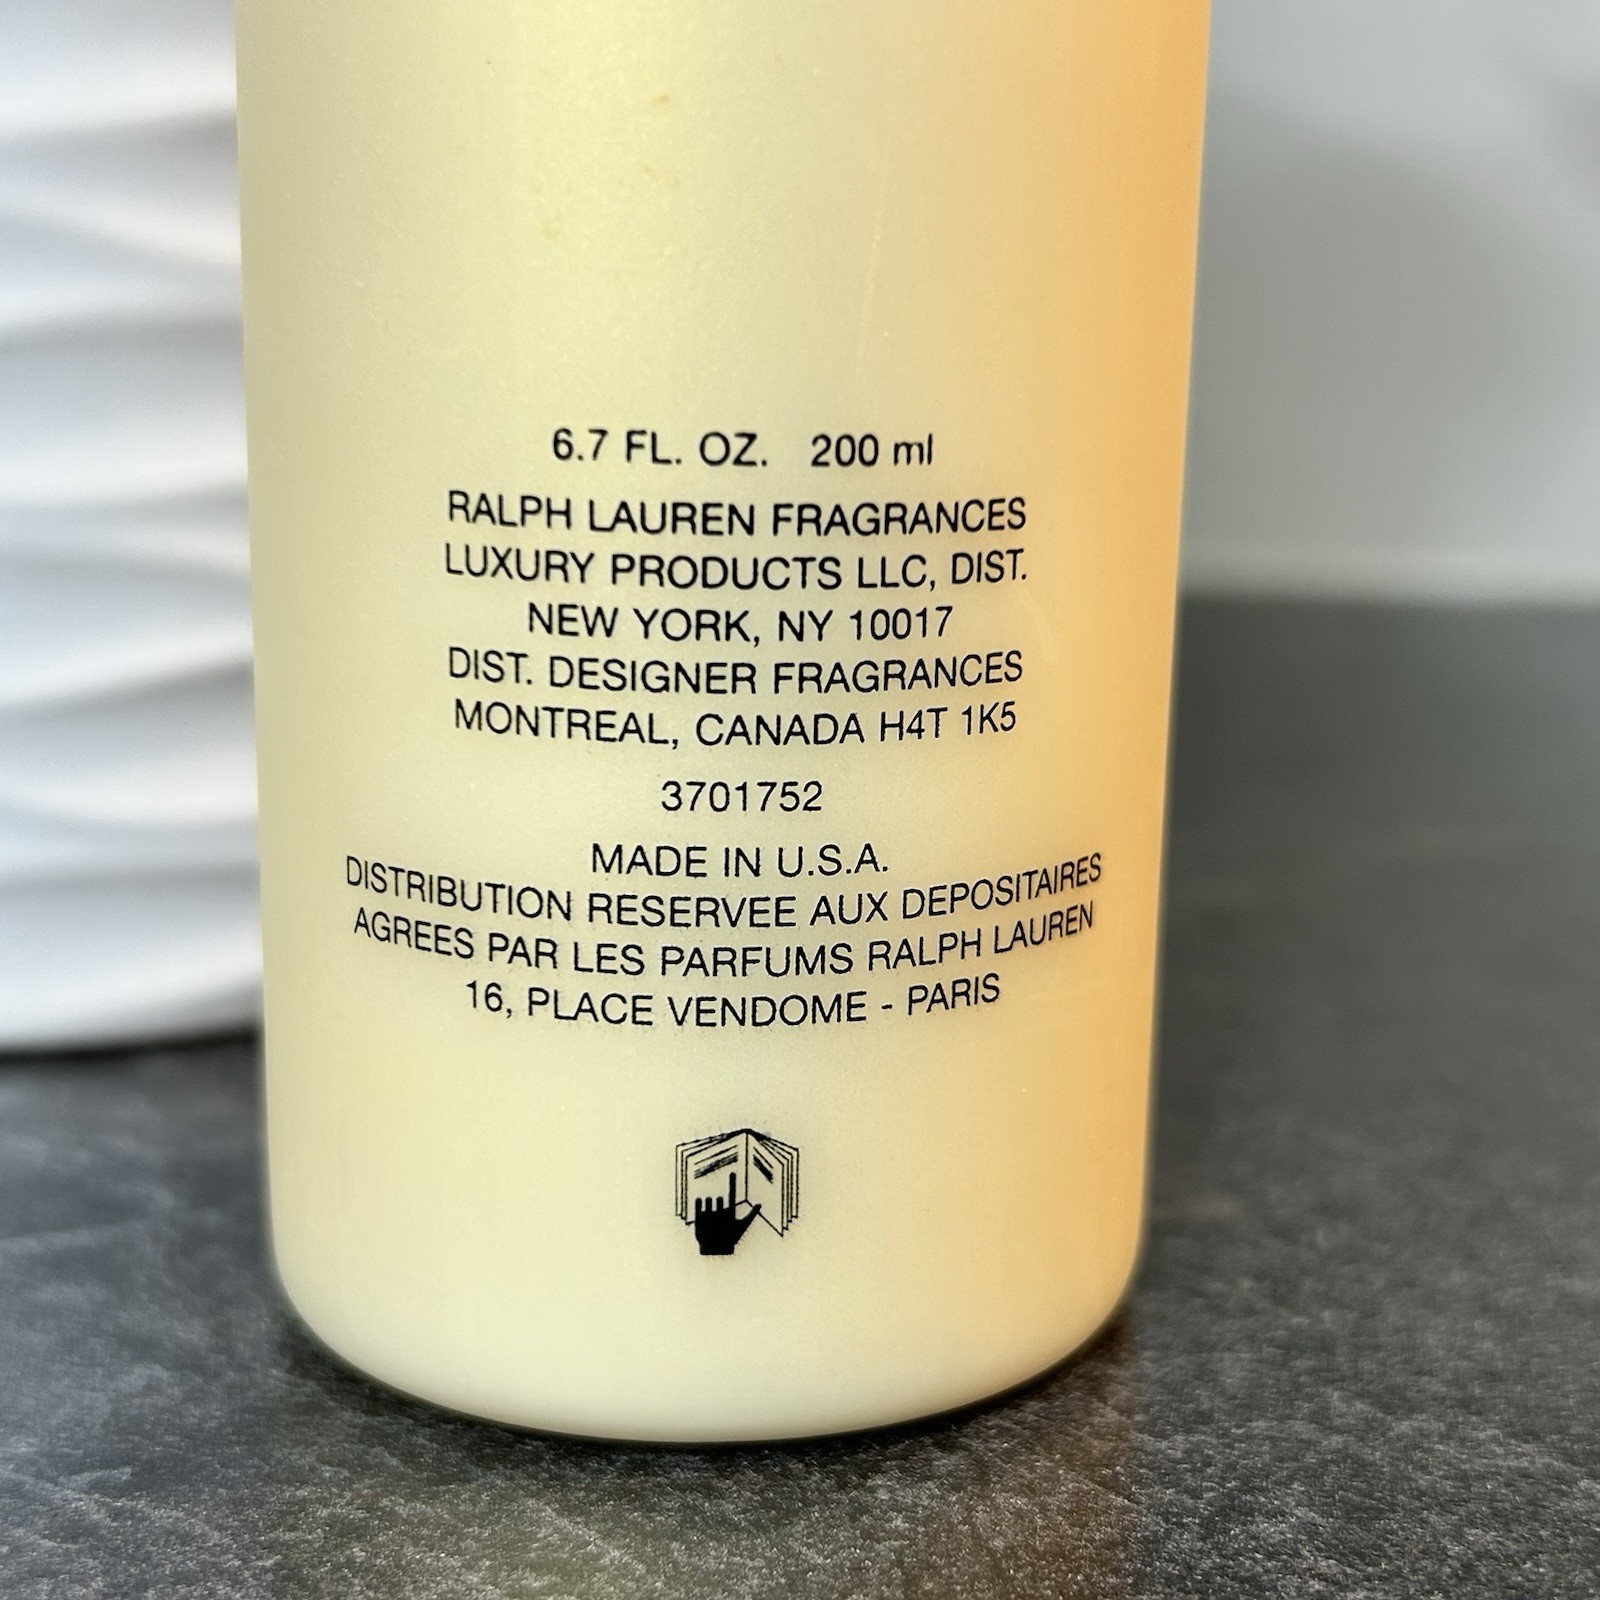 6.7 FL. OZ. 200 ml
RALPH LAUREN FRAGRANCES
LUXURY PRODUCTS LLC, DIST.
NEW YORK, NY 10017
DIST. DESIGNER FRAGRANCES
MONTREAL, CANADA H4T 1K5
3701752
MADE IN U.S.A.
DISTRIBUTION RESERVEE AUX DEPOSITAIRES
AGREES PAR LES PARFUMS RALPH LAUREN
16, PLACE VENDOME - PARIS